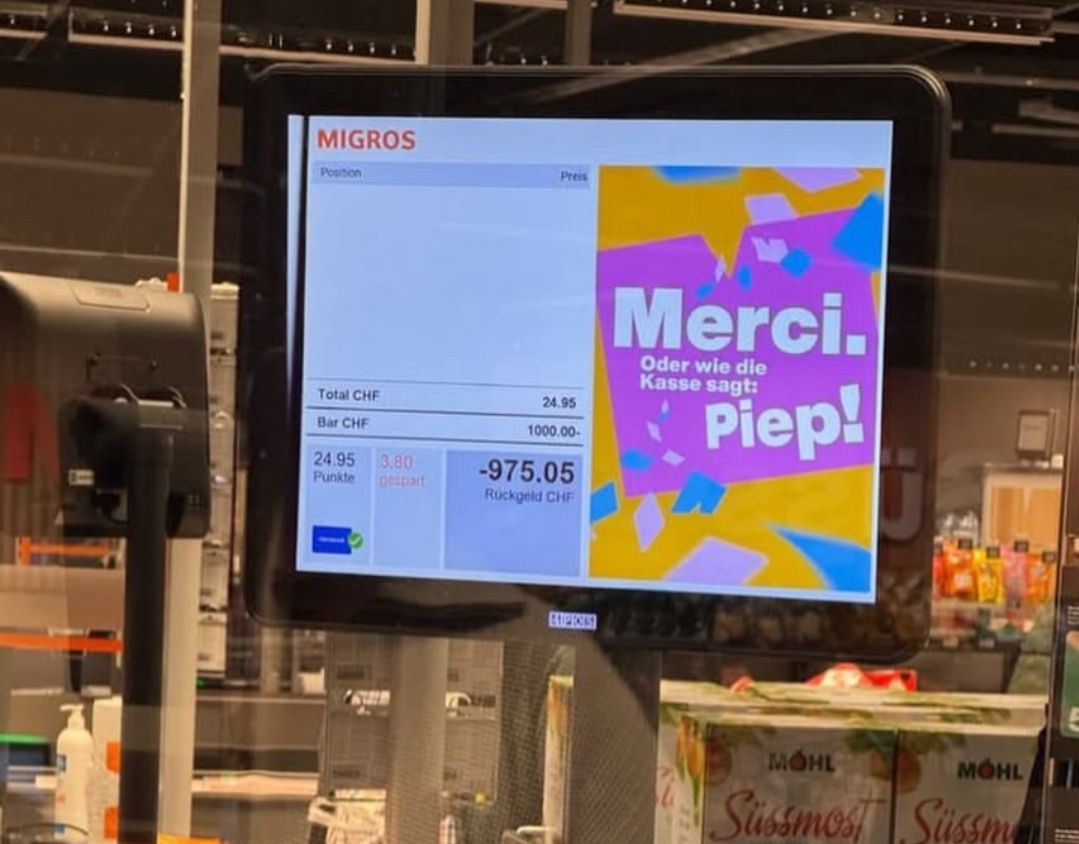 MIGROS
Position Preis
Total CHF 24.95
Bar CHF 1000.00-
24.95
Punkte
3.80
gespart
-975.05
Rückgeld CHF
Merci.
Oder wie die
Kasse sagt:
Piep!
MÖHL
Süssmost
MÖHL
Süssm